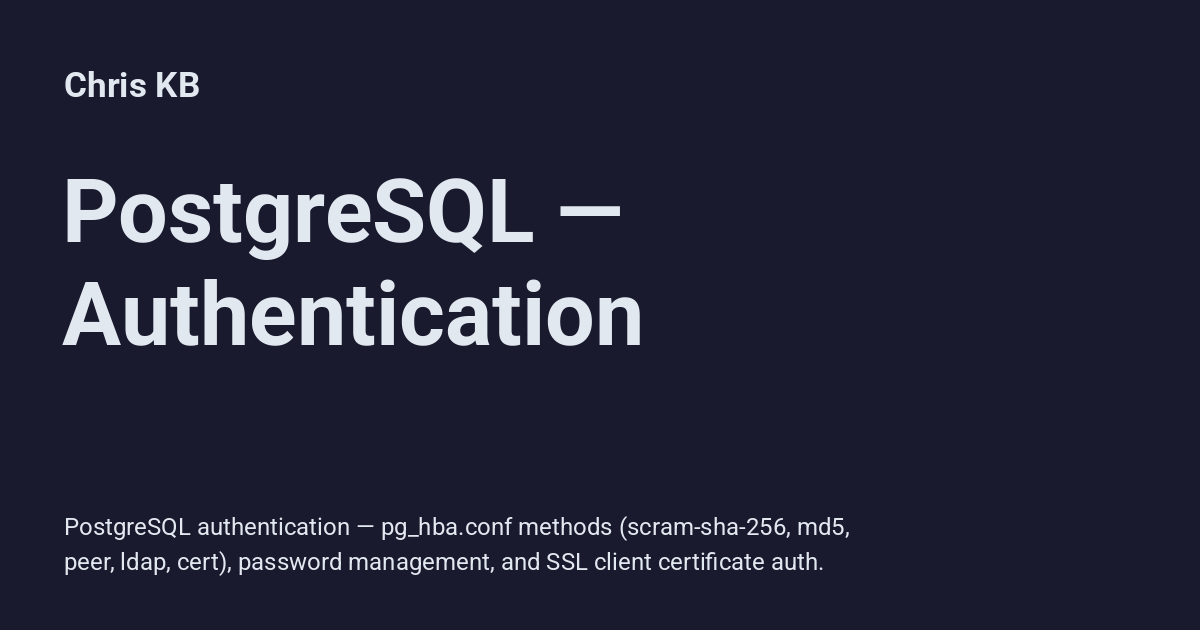 Chris KB
PostgreSQL —
Authentication
PostgreSQL authentication — pg_hba.conf methods (scram-sha-256, md5,
peer, ldap, cert), password management, and SSL client certificate auth.